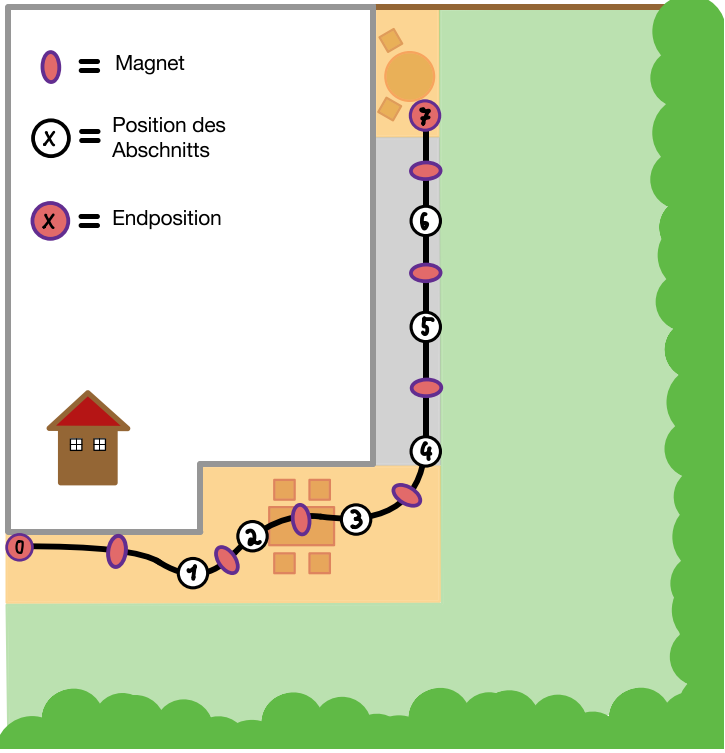 = Magnet
X = Position des
Abschnitts
X = Endposition
7
6
5
4
3
2
0
1